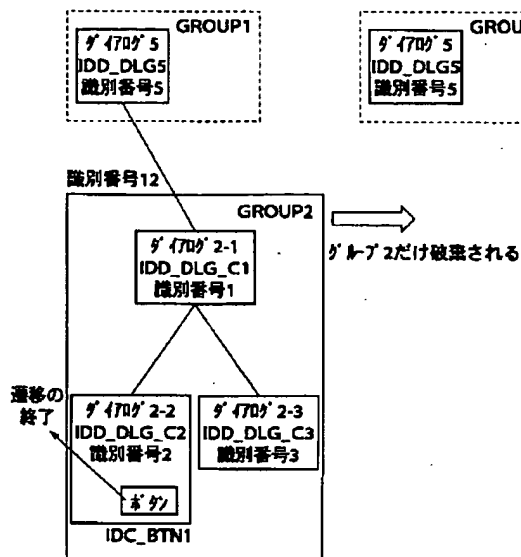 GROUP1
ダイアログ5
IDD_DLG5
識別番号5
GROU
ダイアログ5
IDD_DLG5
識別番号5
識別番号12
GROUP2
ダイアログ2-1
IDD_DLG_C1
識別番号1
グループ2だけ破棄される
遷移の
終了
ダイアログ2-2
IDD_DLG_C2
識別番号2
ボタン
IDC_BTN1
ダイアログ2-3
IDD_DLG_C3
識別番号3